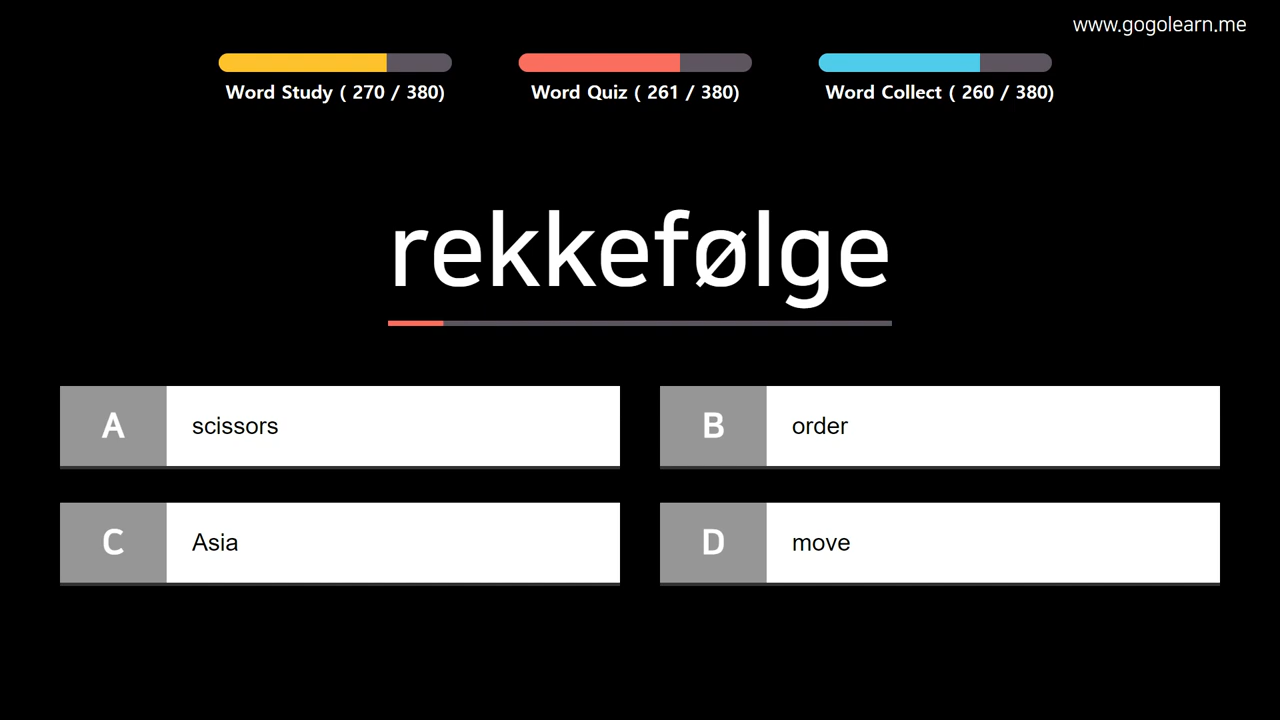 www.gogolearn.me
Word Study ( 270 / 380)
Word Quiz ( 261 / 380)
Word Collect ( 260 / 380)
rekkefølge
A scissors
B order
C Asia
D move